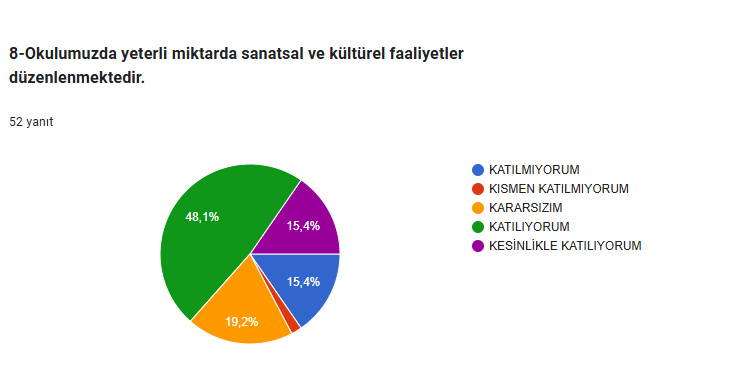 8-Okulumuzda yeterli miktarda sanatsal ve kültürel faaliyetler
düzenlenmektedir.
52 yanıt
48,1%
15,4%
15,4%
19,2%
KATILMIYORUM
KISMEN KATILMIYORUM
KARARSIZIM
KATILIYORUM
KESİNLİKLE KATILIYORUM